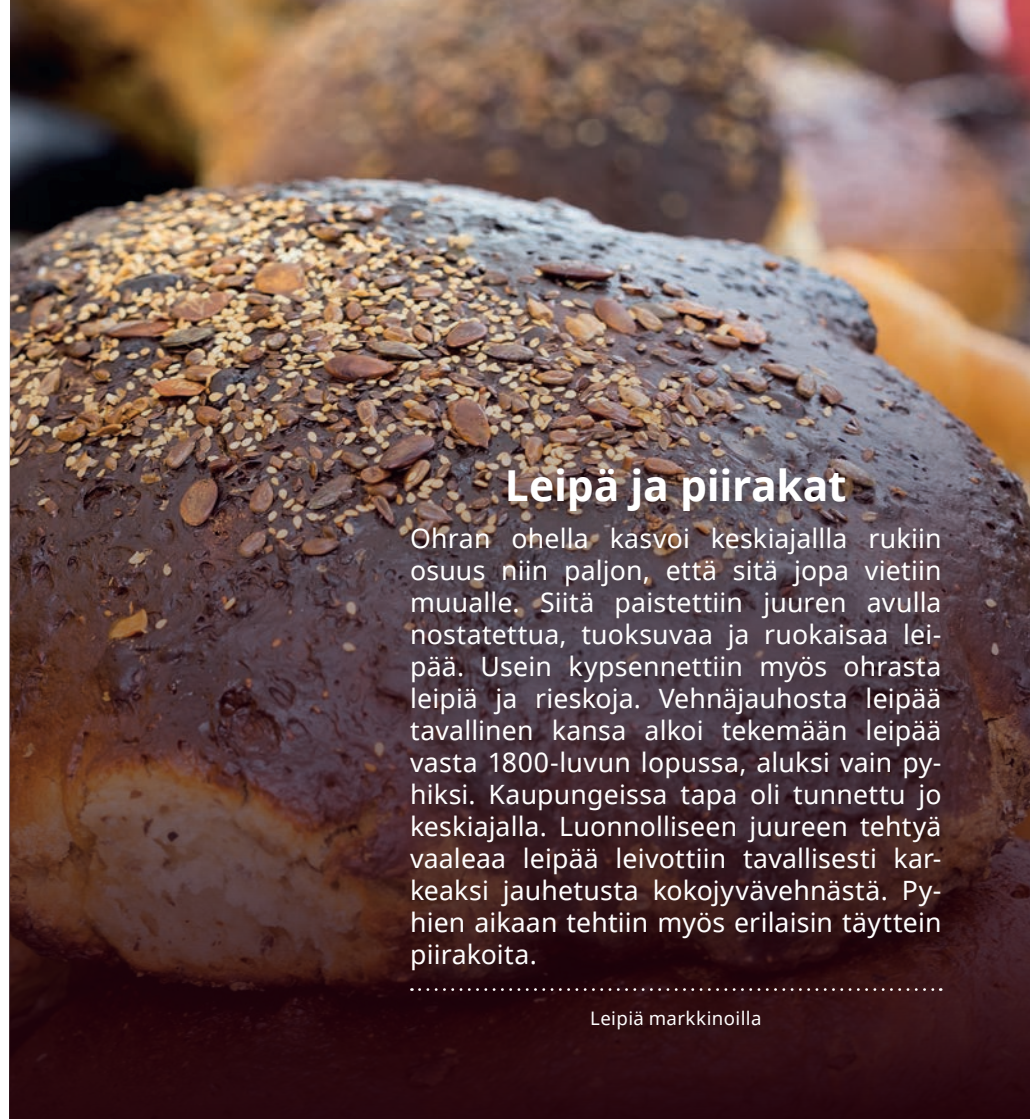 Leipä ja piirakat
Ohran ohella kasvoi keskiajallla rukiin
osuus niin paljon, että sitä jopa vietiin
muualle. Siitä paistettiin juuren avulla
nostatettua, tuoksuvaa ja ruokaisaa lei-
pää. Usein kypsennettiin myös ohrasta
leipiä ja rieskoja. Vehnäjauhosta leipää
tavallinen kansa alkoi tekemään leipää
vasta 1800-luvun lopussa, aluksi vain py-
hiksi. Kaupungeissa tapa oli tunnettu jo
keskiajalla. Luonnolliseen juureen tehtyä
vaaleaa leipää leivottiin tavallisesti kar-
keaksi jauhetusta kokojyvävehnästä. Py-
hien aikaan tehtiin myös erilaisin täyttein
piirakoita.
Leipiä markkinoilla